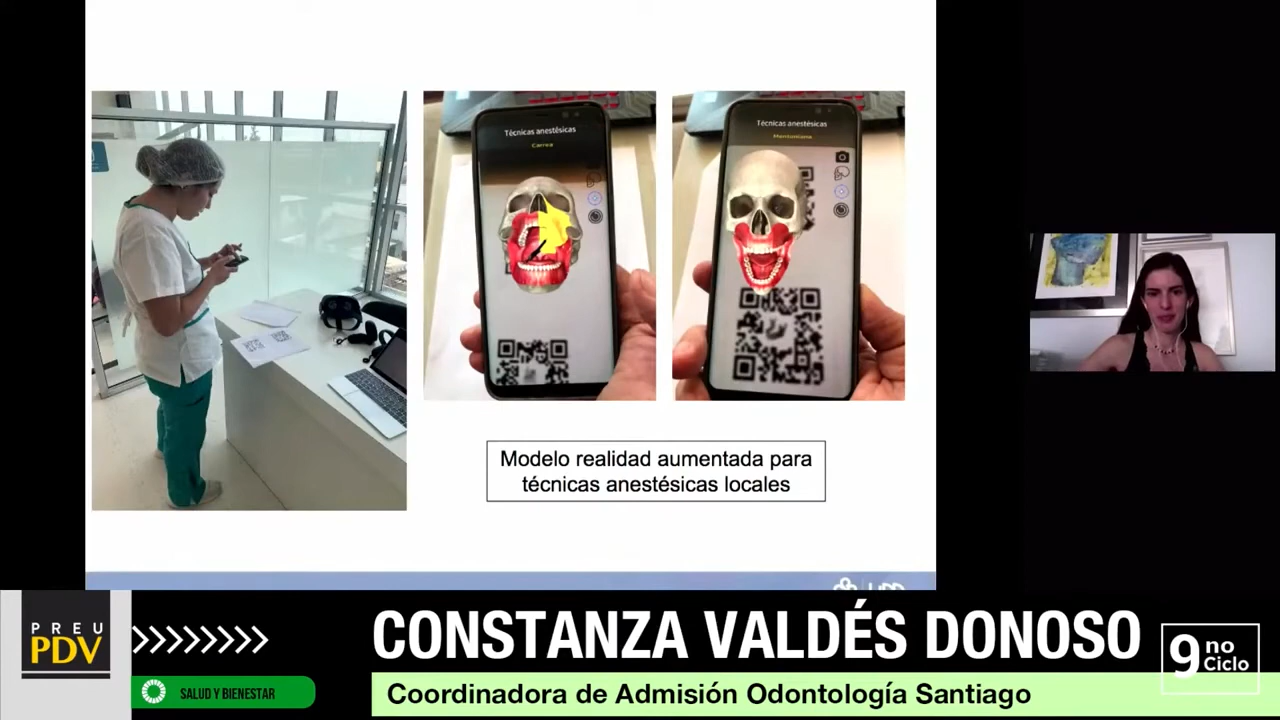 Técnicas anestésicas
Carrea
Técnicas anestésicas
Mentoniana
Modelo realidad aumentada para
técnicas anestésicas locales
PREU
PDV
SALUD Y BIENESTAR
CONSTANZA VALDÉS DONOSO
Coordinadora de Admisión Odontología Santiago
9no
Ciclo